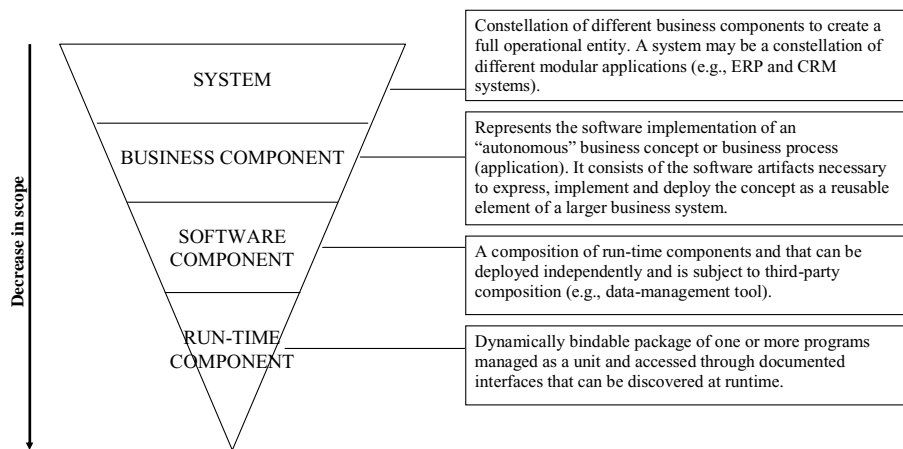 Decrease in scope
SYSTEM
Constellation of different business components to create a
full operational entity. A system may be a constellation of
different modular applications (e.g., ERP and CRM
systems).
BUSINESS COMPONENT
Represents the software implementation of an
“autonomous” business concept or business process
(application). It consists of the software artifacts necessary
to express, implement and deploy the concept as a reusable
element of a larger business system.
SOFTWARE
COMPONENT
A composition of run-time components and that can be
deployed independently and is subject to third-party
composition (e.g., data-management tool).
RUN-TIME
COMPONENT
Dynamically bindable package of one or more programs
managed as a unit and accessed through documented
interfaces that can be discovered at runtime.